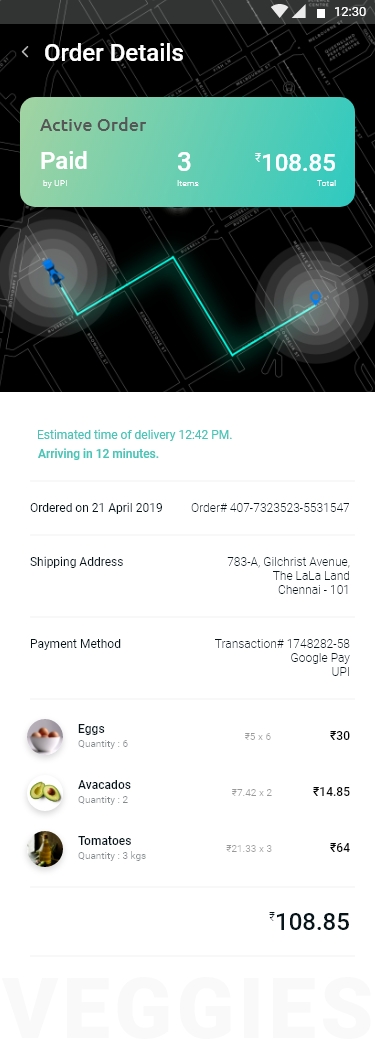 12:30
Order Details
Active Order
Paid 3 ₹108.85
by UPI Items Total
Estimated time of delivery 12:42 PM.
Arriving in 12 minutes.
Ordered on 21 April 2019 Order# 407-7323523-5531547
Shipping Address 783-A, Gilchrist Avenue,
The LaLa Land
Chennai - 101
Payment Method Transaction# 1748282-58
Google Pay
UPI
Eggs
Quantity : 6 ₹5 x 6 ₹30
Avacados
Quantity : 2 ₹7.42 x 2 ₹14.85
Tomatoes
Quantity : 3 kgs ₹21.33 x 3 ₹64
₹108.85
VEGGIES